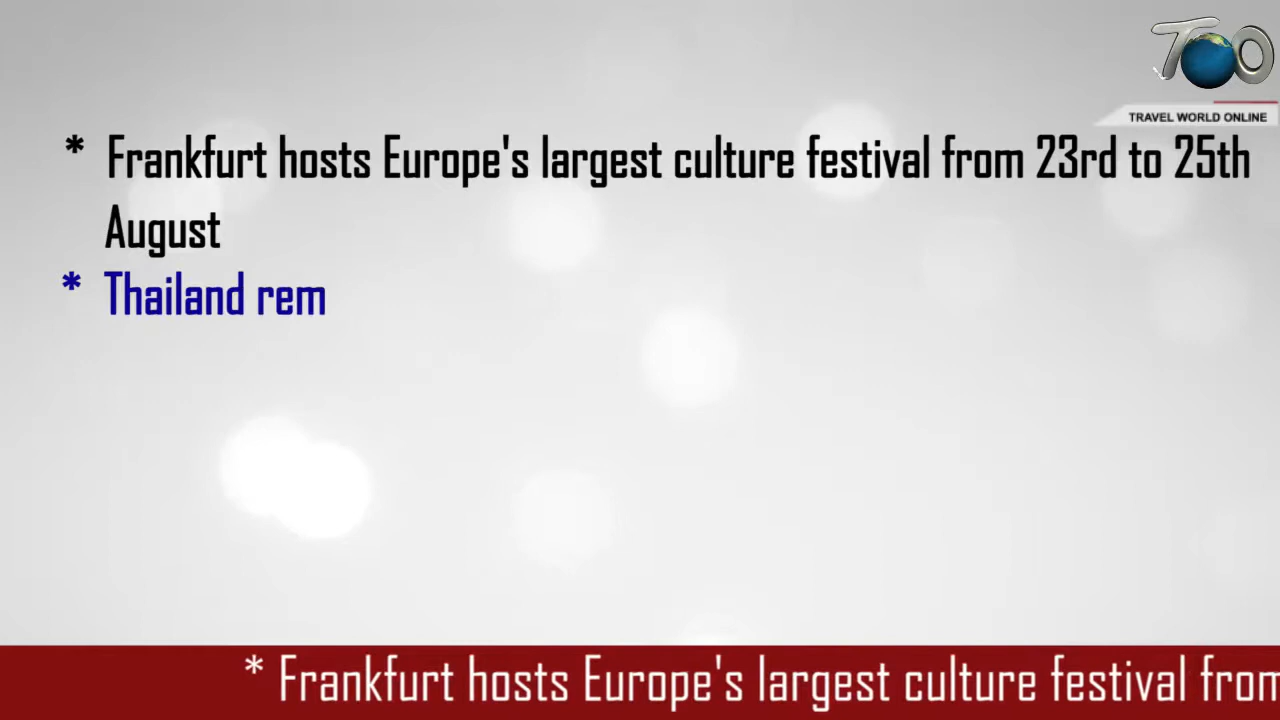 TOO
TRAVEL WORLD ONLINE
* Frankfurt hosts Europe's largest culture festival from 23rd to 25th
August
* Thailand rem
* Frankfurt hosts Europe's largest culture festival from